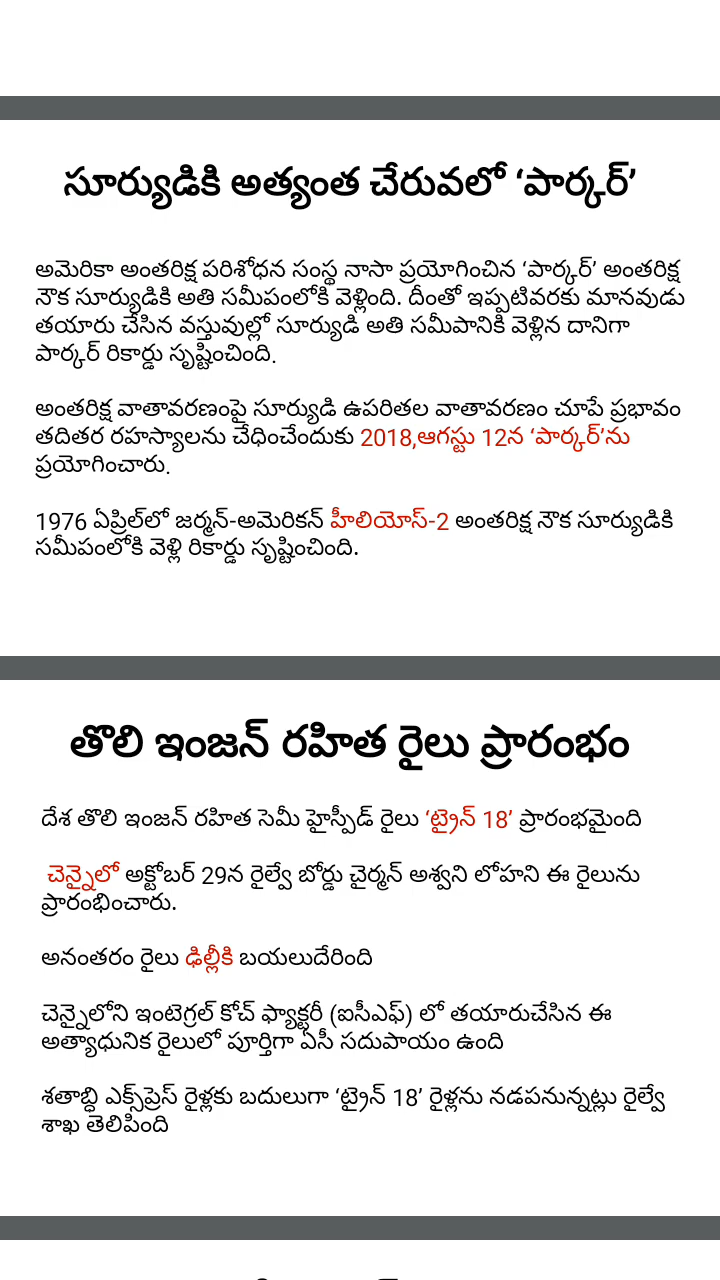 సూర్యుడికి అత్యంత చేరువలో ‘పార్కర్’
అమెరికా అంతరిక్ష పరిశోధన సంస్థ నాసా ప్రయోగించిన ‘పార్కర్’ అంతరిక్ష
నౌక సూర్యుడికి అతి సమీపంలోకి వెళ్లింది. దీంతో ఇప్పటివరకు మానవుడు
తయారు చేసిన వస్తువుల్లో సూర్యుడి అతి సమీపానికి వెళ్లిన దానిగా
పార్కర్ రికార్డు సృష్టించింది.
అంతరిక్ష వాతావరణంపై సూర్యుడి ఉపరితల వాతావరణం చూపే ప్రభావం
తదితర రహస్యాలను చేధించేందుకు 2018,ఆగస్టు 12న ‘పార్కర్’ను
ప్రయోగించారు.
1976 ఏప్రిల్‌లో జర్మన్-అమెరికన్ హీలియోస్-2 అంతరిక్ష నౌక సూర్యుడికి
సమీపంలోకి వెళ్లి రికార్డు సృష్టించింది.
తొలి ఇంజన్ రహిత రైలు ప్రారంభం
దేశ తొలి ఇంజన్ రహిత సెమీ హైస్పీడ్ రైలు ‘ట్రైన్ 18’ ప్రారంభమైంది
చెన్నైలో అక్టోబర్ 29న రైల్వే బోర్డు చైర్మన్ అశ్వని లోహని ఈ రైలును
ప్రారంభించారు.
అనంతరం రైలు ఢిల్లీకి బయలుదేరింది
చెన్నైలోని ఇంటెగ్రల్ కోచ్ ఫ్యాక్టరీ (ఐసీఎఫ్) లో తయారుచేసిన ఈ
అత్యాధునిక రైలులో పూర్తిగా ఏసీ సదుపాయం ఉంది
శతాబ్ధి ఎక్స్‌ప్రెస్ రైళ్లకు బదులుగా ‘ట్రైన్ 18’ రైళ్లను నడపనున్నట్లు రైల్వే
శాఖ తెలిపింది